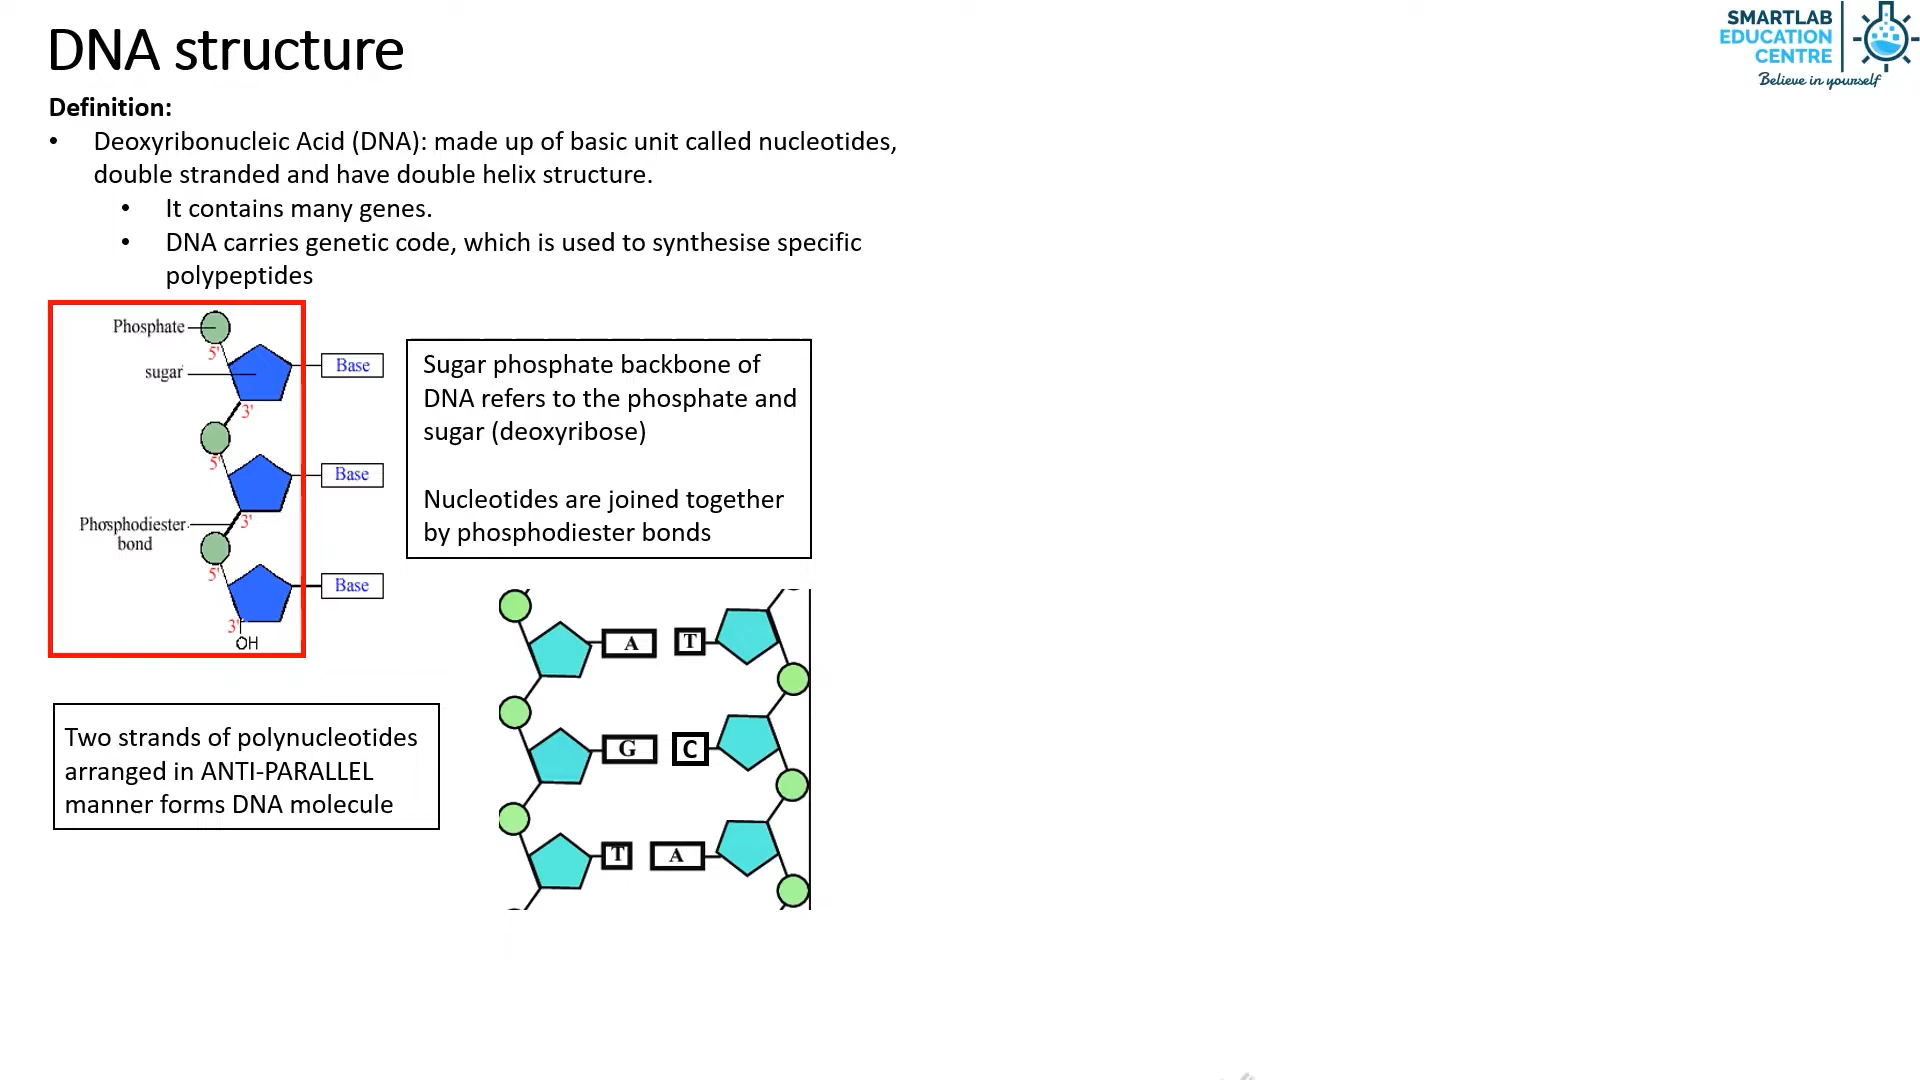 DNA structure
SMARTLAB
EDUCATION
CENTRE
Believe in yourself
Definition:
• Deoxyribonucleic Acid (DNA): made up of basic unit called nucleotides,
double stranded and have double helix structure.
• It contains many genes.
• DNA carries genetic code, which is used to synthesise specific
polypeptides
Phosphate
5'
sugar
Base
3'
5'
Base
Phosphodiester
bond
3'
5'
Base
3'
OH
Sugar phosphate backbone of
DNA refers to the phosphate and
sugar (deoxyribose)
Nucleotides are joined together
by phosphodiester bonds
A T
G C
T A
Two strands of polynucleotides
arranged in ANTI-PARALLEL
manner forms DNA molecule